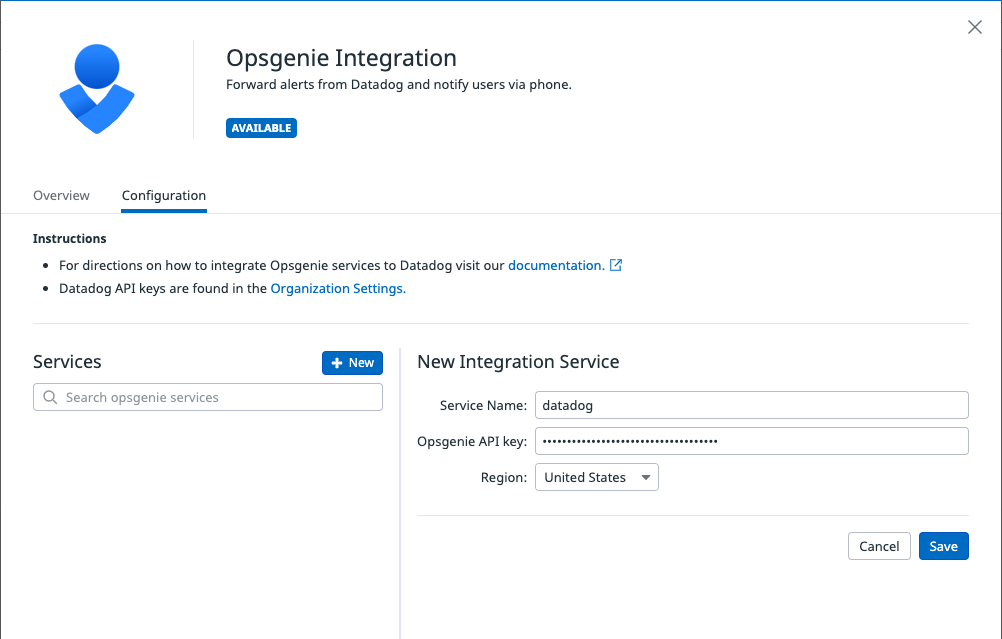 Opsgenie Integration
Forward alerts from Datadog and notify users via phone.
AVAILABLE
Overview Configuration
Instructions
• For directions on how to integrate Opsgenie services to Datadog visit our documentation.
• Datadog API keys are found in the Organization Settings.
Services
+ New
Search opsgenie services
New Integration Service
Service Name: datadog
Opsgenie API key: ••••••••••••••••••••••••••••••••••••
Region: United States
Cancel Save